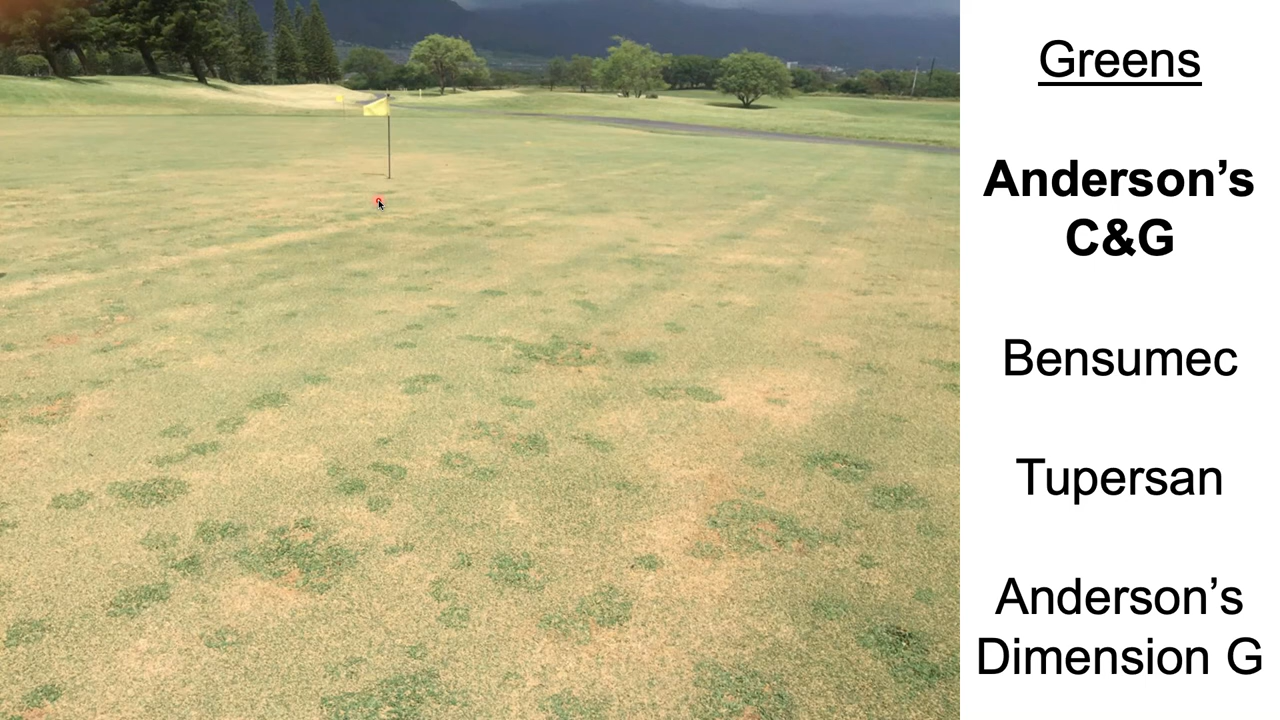 Greens
Anderson’s
C&G
Bensumec
Tupersan
Anderson’s
Dimension G